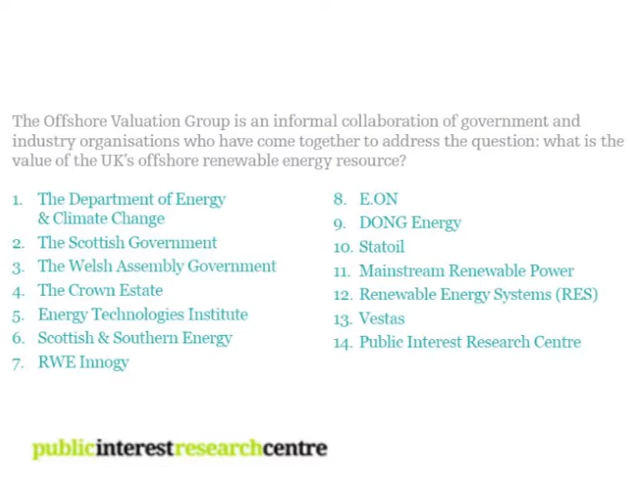 The Offshore Valuation Group is an informal collaboration of government and
industry organisations who have come together to address the question: what is the
value of the UK's offshore renewable energy resource?
1. The Department of Energy
& Climate Change
2. The Scottish Government
3. The Welsh Assembly Government
4. The Crown Estate
5. Energy Technologies Institute
6. Scottish & Southern Energy
7. RWE Innogy
8. E.ON
9. DONG Energy
10. Statoil
11. Mainstream Renewable Power
12. Renewable Energy Systems (RES)
13. Vestas
14. Public Interest Research Centre
publicinterestresearchcentre